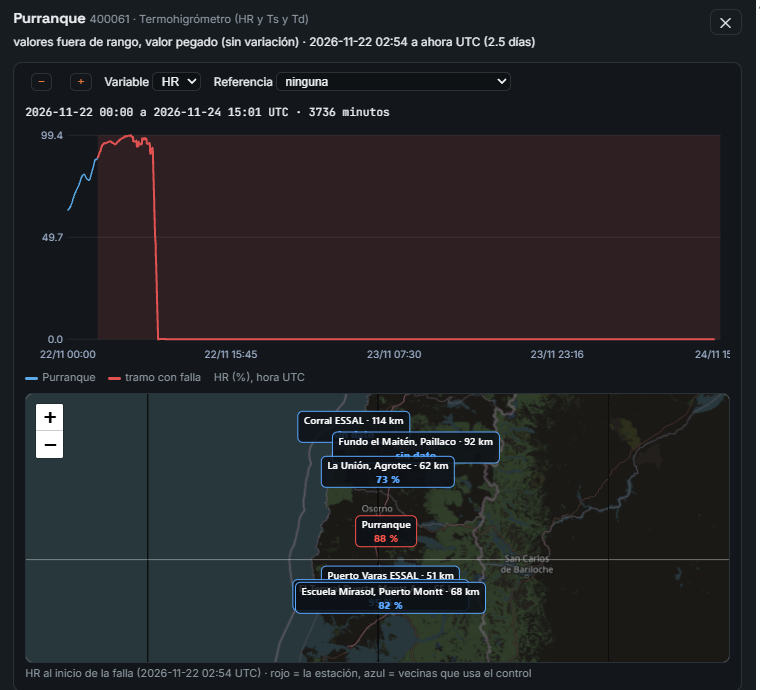 Purranque 400061 · Termohigrómetro (HR y Ts y Td)
valores fuera de rango, valor pegado (sin variación) · 2026-11-22 02:54 a ahora UTC (2.5 días)
− + Variable HR Referencia ninguna
2026-11-22 00:00 a 2026-11-24 15:01 UTC · 3736 minutos
99.4
49.7
0.0
22/11 00:00 22/11 15:45 23/11 07:30 23/11 23:16 24/11 15
Purranque tramo con falla HR (%), hora UTC
+
−
Corral ESSAL · 114 km
Fundo el Maitén, Paillaco · 92 km
sin dato
La Unión, Agrotec · 62 km
73 %
Osorno
Purranque
88 %
San Carlos
de Bariloche
Puerto Varas ESSAL · 51 km
Escuela Mirasol, Puerto Montt · 68 km
82 %
HR al inicio de la falla (2026-11-22 02:54 UTC) · rojo = la estación, azul = vecinas que usa el control